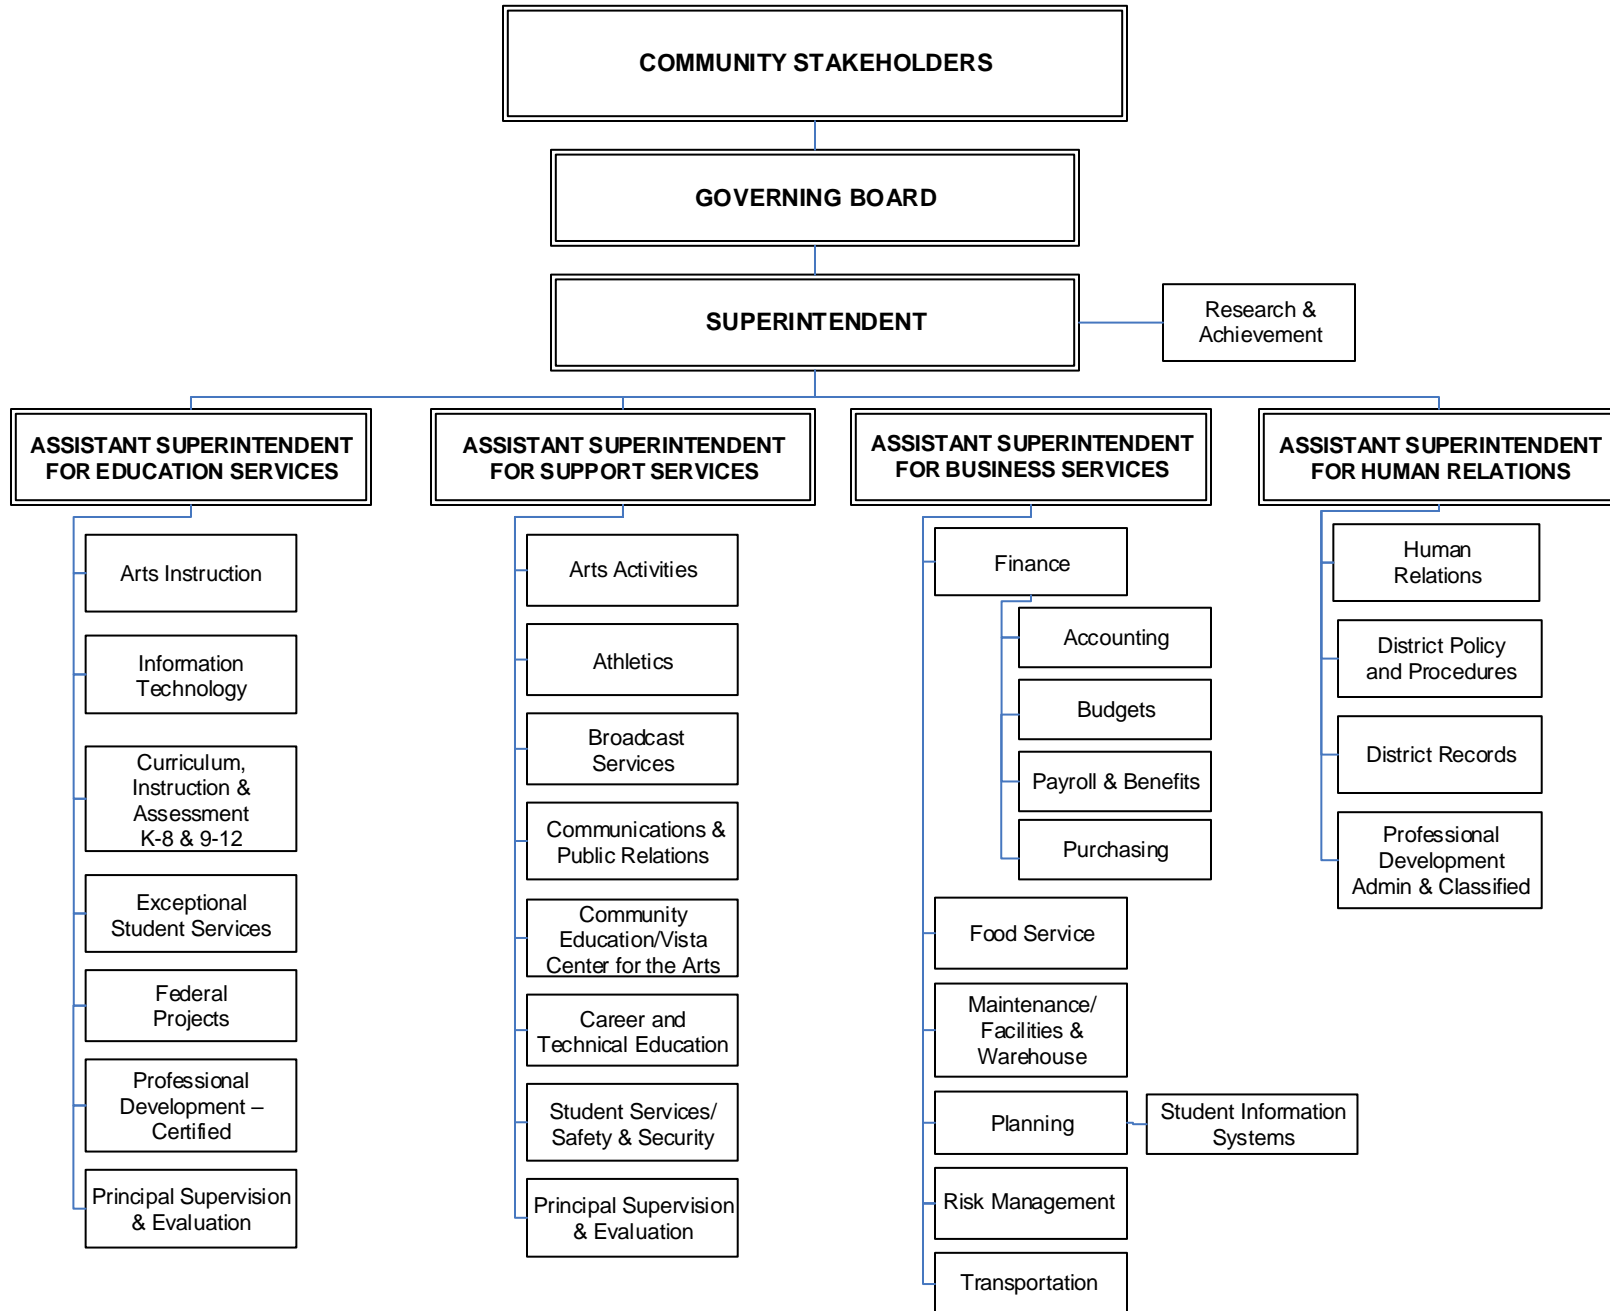 COMMUNITY STAKEHOLDERS
GOVERNING BOARD
SUPERINTENDENT
Research &
Achievement
ASSISTANT SUPERINTENDENT
FOR EDUCATION SERVICES
Arts Instruction
Information
Technology
Curriculum,
Instruction &
Assessment
K-8 & 9-12
Exceptional
Student Services
Federal
Projects
Professional
Development –
Certified
Principal Supervision
& Evaluation
ASSISTANT SUPERINTENDENT
FOR SUPPORT SERVICES
Arts Activities
Athletics
Broadcast
Services
Communications &
Public Relations
Community
Education/Vista
Center for the Arts
Career and
Technical Education
Student Services/
Safety & Security
Principal Supervision
& Evaluation
ASSISTANT SUPERINTENDENT
FOR BUSINESS SERVICES
Finance
Accounting
Budgets
Payroll & Benefits
Purchasing
Food Service
Maintenance/
Facilities &
Warehouse
Planning
Student Information
Systems
Risk Management
Transportation
ASSISTANT SUPERINTENDENT
FOR HUMAN RELATIONS
Human
Relations
District Policy
and Procedures
District Records
Professional
Development
Admin & Classified